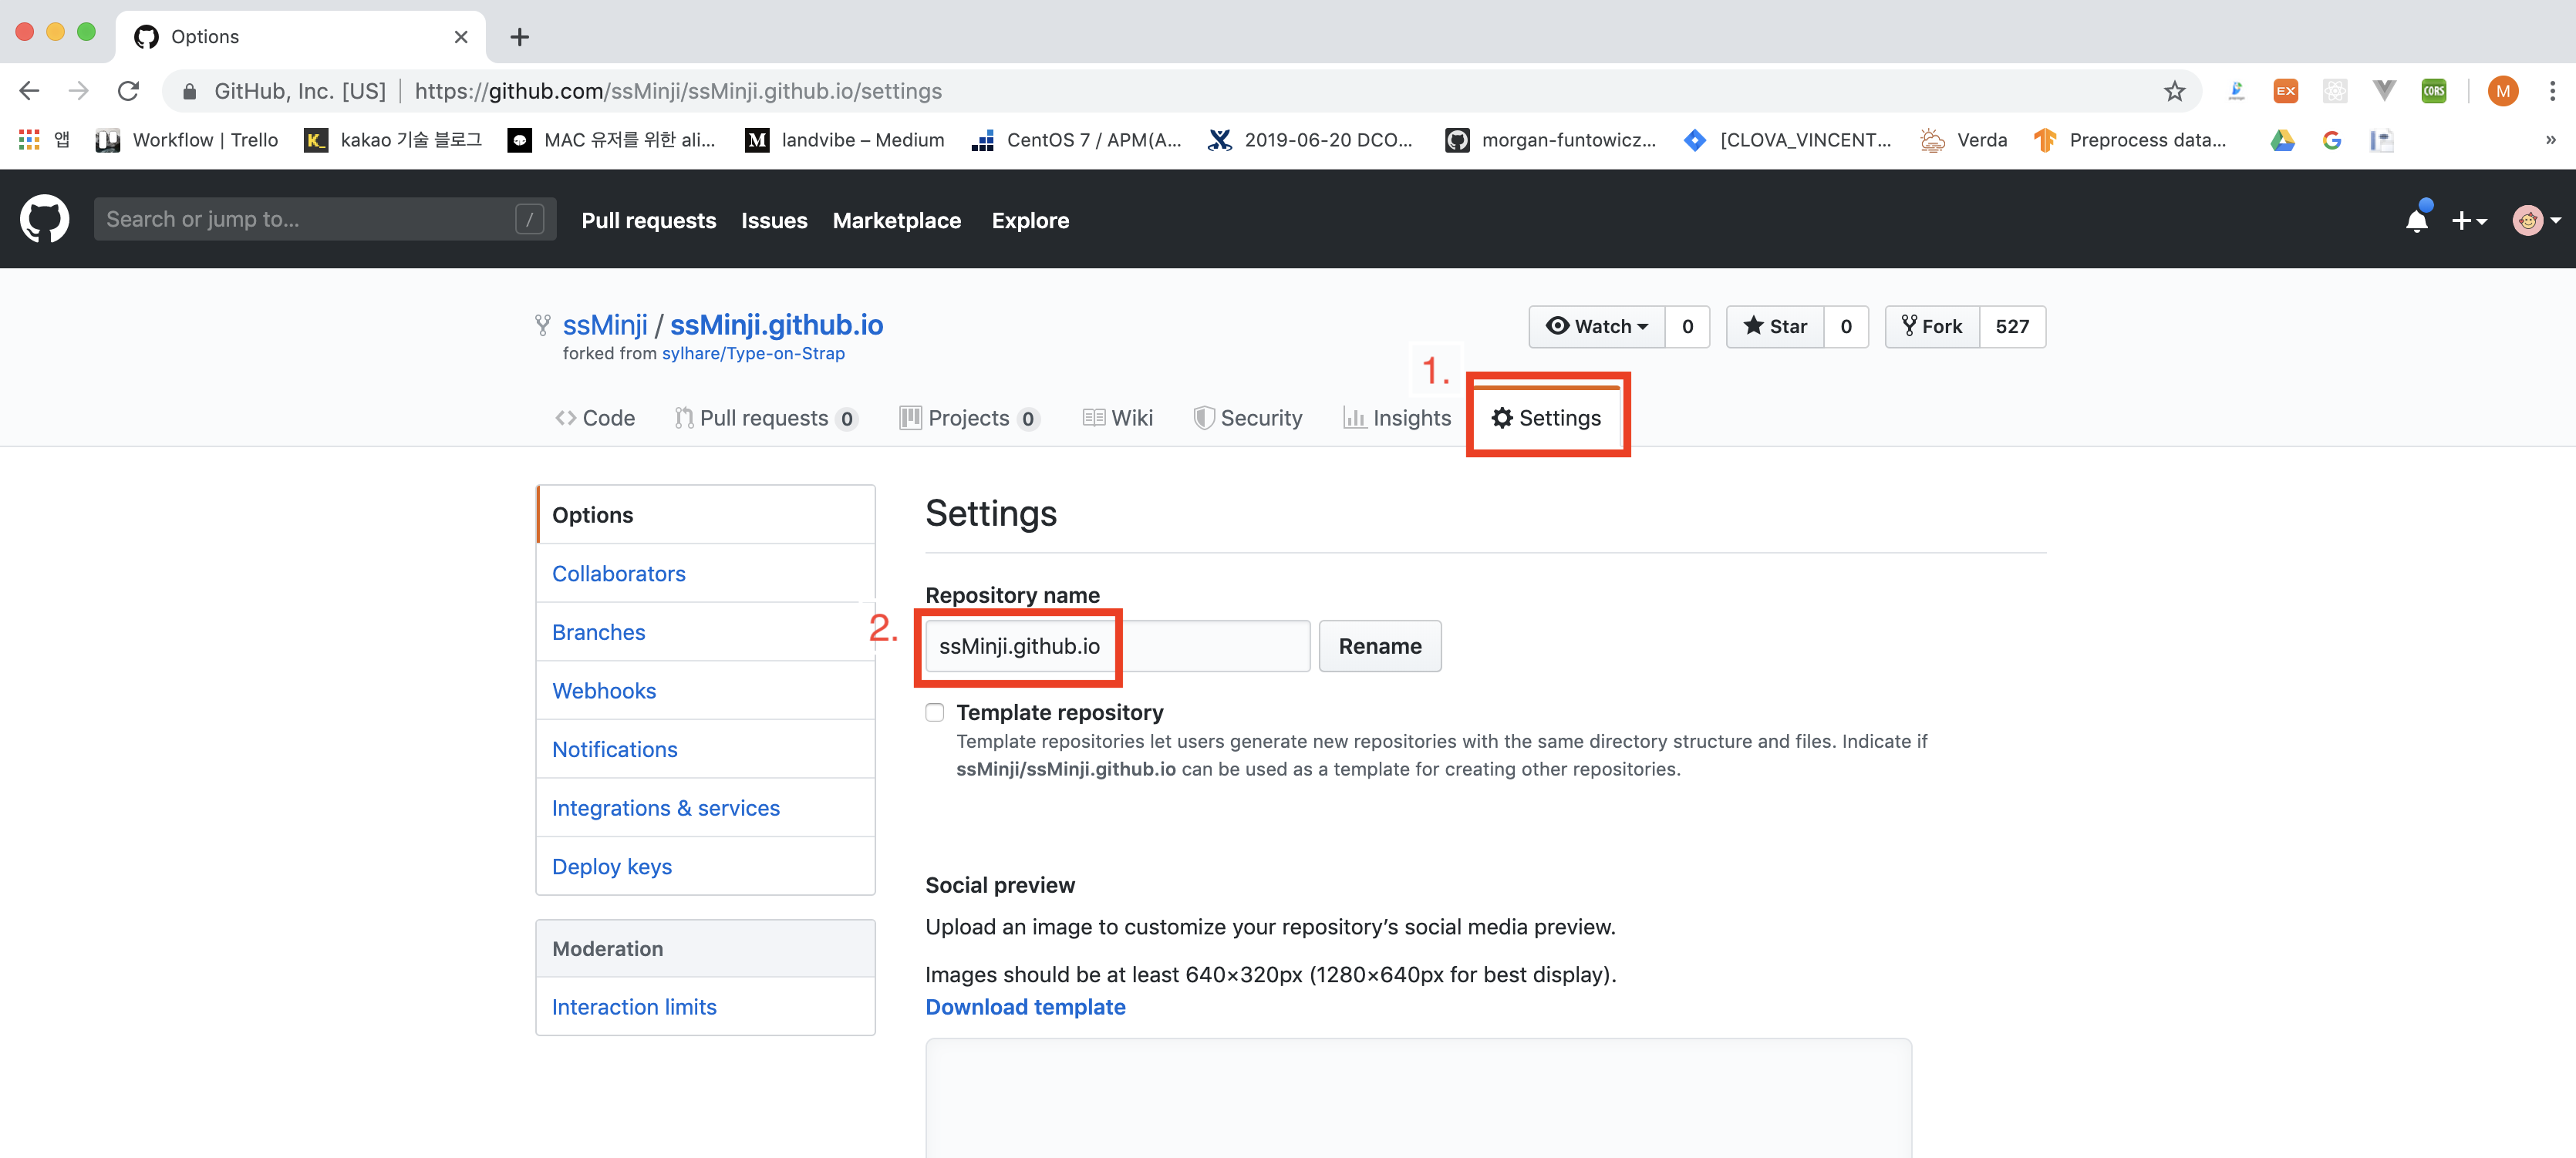 Options
GitHub, Inc. [US] | https://github.com/ssMinji/ssMinji.github.io/settings
EX
CORS
M
앱
Workflow | Trello
K_
kakao 기술 블로그
MAC 유저를 위한 ali...
M
landvibe – Medium
CentOS 7 / APM(A...
2019-06-20 DCO...
morgan-funtowicz...
[CLOVA_VINCENT...
Verda
Preprocess data...
»
Search or jump to...
/
Pull requests
Issues
Marketplace
Explore
ssMinji / ssMinji.github.io
forked from sylhare/Type-on-Strap
Watch 0
Star 0
Fork 527
1.
Code
Pull requests 0
Projects 0
Wiki
Security
Insights
Settings
Options
Collaborators
Branches
Webhooks
Notifications
Integrations & services
Deploy keys
Moderation
Interaction limits
Settings
Repository name
2.
ssMinji.github.io
Rename
Template repository
Template repositories let users generate new repositories with the same directory structure and files. Indicate if
ssMinji/ssMinji.github.io can be used as a template for creating other repositories.
Social preview
Upload an image to customize your repository’s social media preview.
Images should be at least 640×320px (1280×640px for best display).
Download template